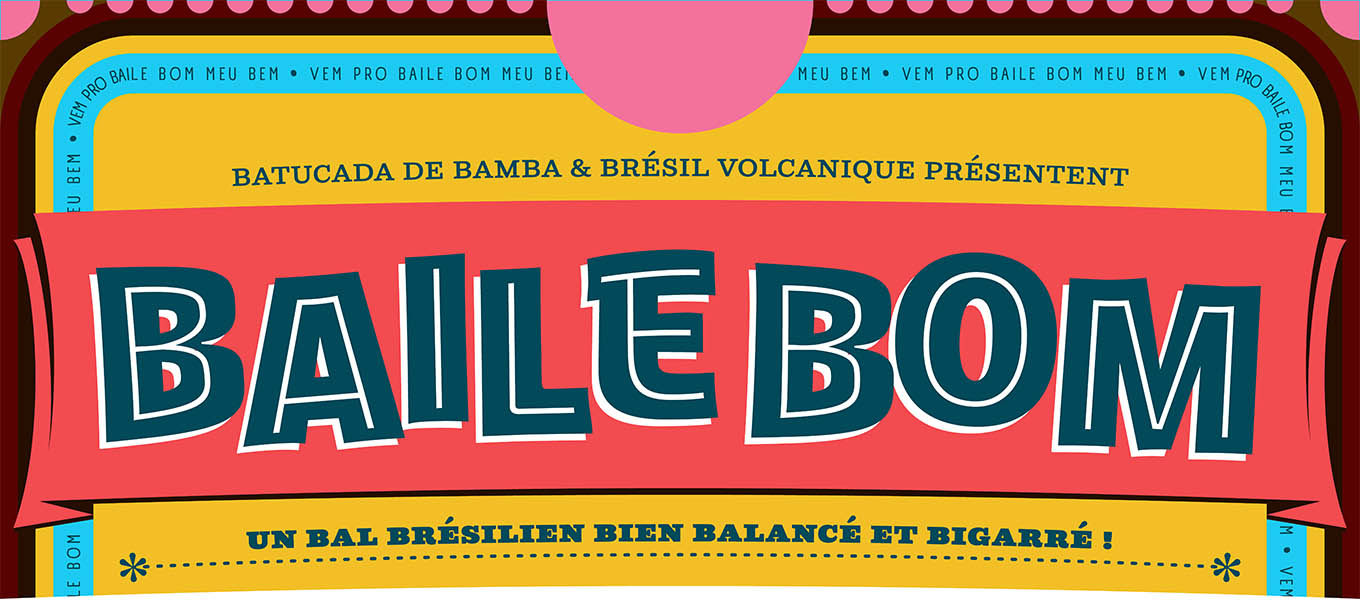 VEM PRO BAILE BOM MEU BEM • VEM PRO BAILE BOM MEU
MEU BEM • VEM PRO BAILE BOM MEU BEM • VEM PRO BAILE BOM MEU
BEM •
BATUCADA DE BAMBA & BRÉSIL VOLCANIQUE PRÉSENTENT
BAILE BOM
UN BAL BRÉSILIEN BIEN BALANCÉ ET BIGARRÉ !
BOM
• VEM